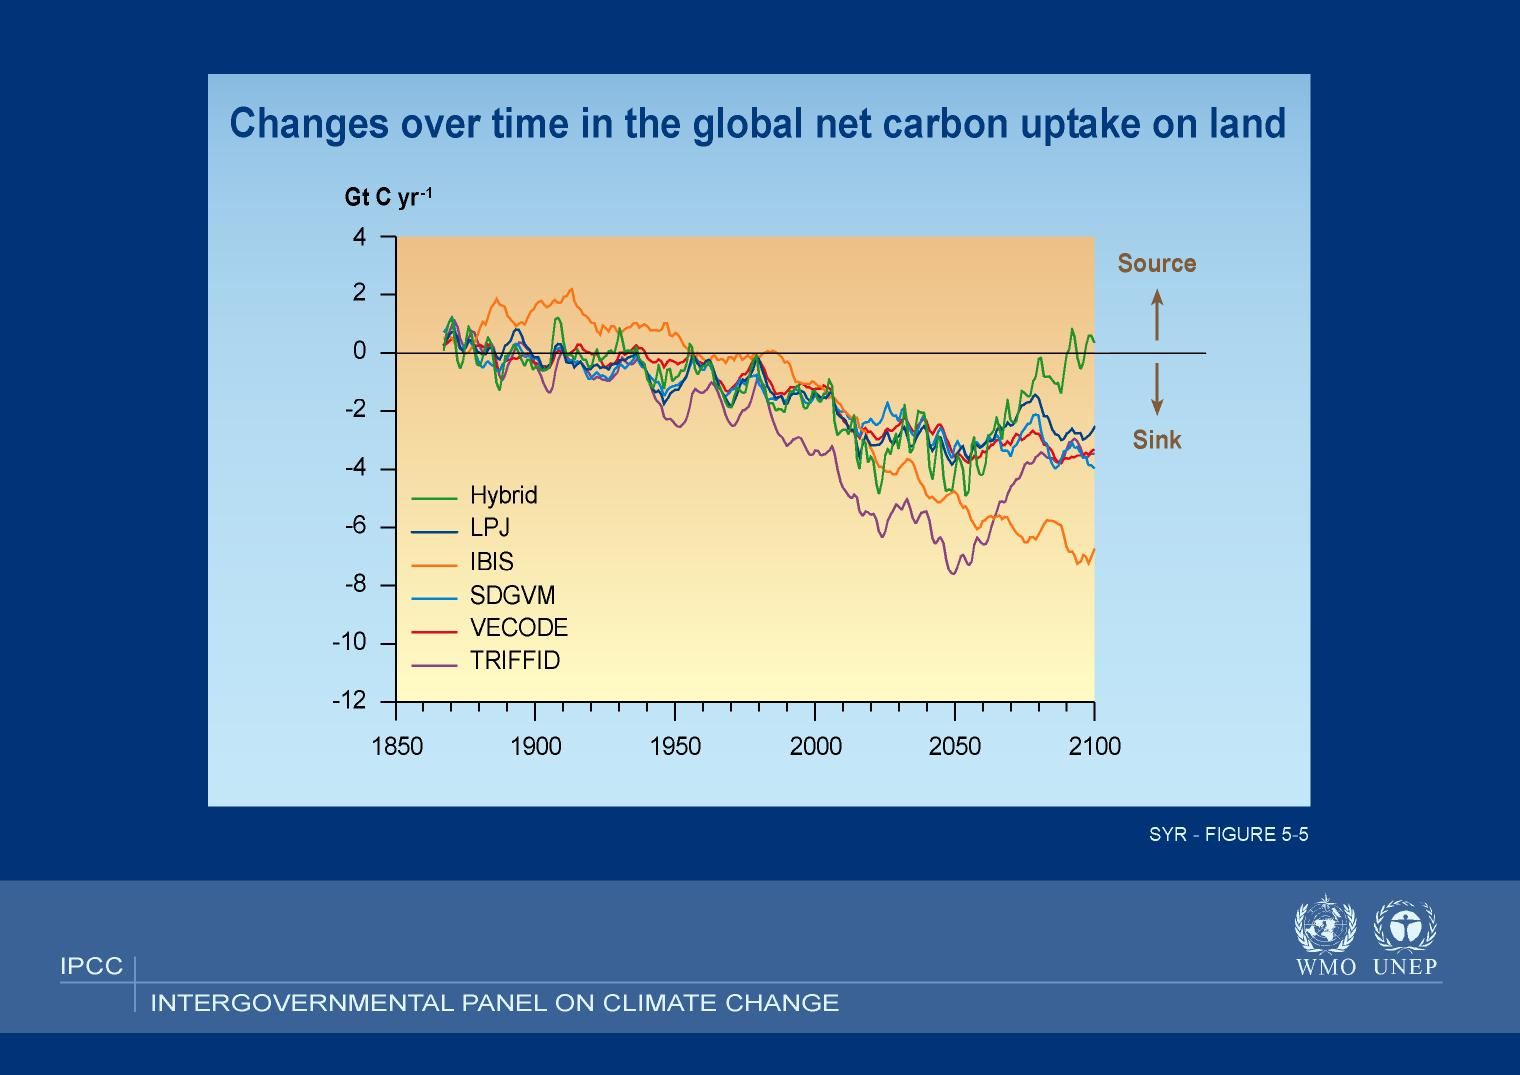 Changes over time in the global net carbon uptake on land
Gt C yr-1
4
2
0
-2
-4
-6
-8
-10
-12
Source
Sink
Hybrid
LPJ
IBIS
SDGVM
VECODE
TRIFFID
1850 1900 1950 2000 2050 2100
SYR - FIGURE 5-5
WMO UNEP
IPCC
INTERGOVERNMENTAL PANEL ON CLIMATE CHANGE